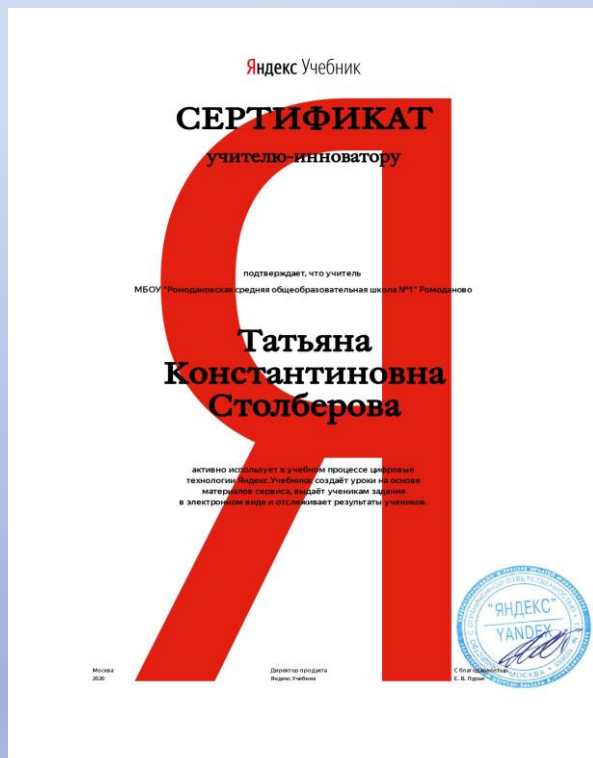 Яндекс Учебник
СЕРТИФИКАТ
учителю-инноватору
подтверждает, что учитель
МБОУ "Ромодановская средняя общеобразовательная школа №1" Ромоданово
Татьяна
Константиновна
Столберова
активно использует в учебном процессе цифровые
технологии Яндекс.Учебника: создаёт уроки на основе
материалов сервиса, выдаёт ученикам задания
в электронном виде и отслеживает результаты учеников.
"ЯНДЕКС"
YANDEX
МОСКВА
Москва
2020
Директор продукта
Яндекс.Учебник
С благодарностью
Е. В. Лурье